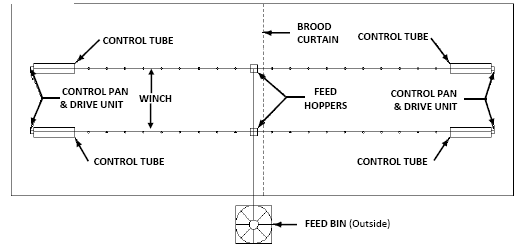 CONTROL TUBE
BROOD
CURTAIN
CONTROL TUBE
CONTROL PAN
& DRIVE UNIT
WINCH
FEED
HOPPERS
CONTROL PAN
& DRIVE UNIT
CONTROL TUBE
CONTROL TUBE
FEED BIN (Outside)